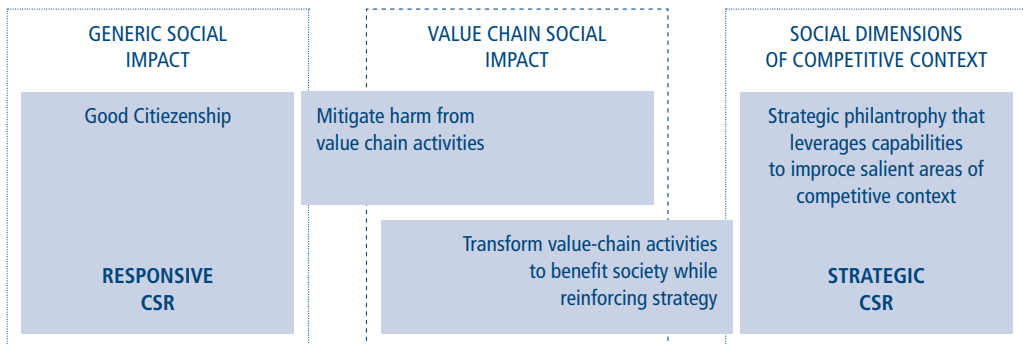 GENERIC SOCIAL
IMPACT
Good Citiezenship
RESPONSIVE
CSR
VALUE CHAIN SOCIAL
IMPACT
Mitigate harm from
value chain activities
Transform value-chain activities
to benefit society while
reinforcing strategy
SOCIAL DIMENSIONS
OF COMPETITIVE CONTEXT
Strategic philantrophy that
leverages capabilities
to improce salient areas of
competitive context
STRATEGIC
CSR